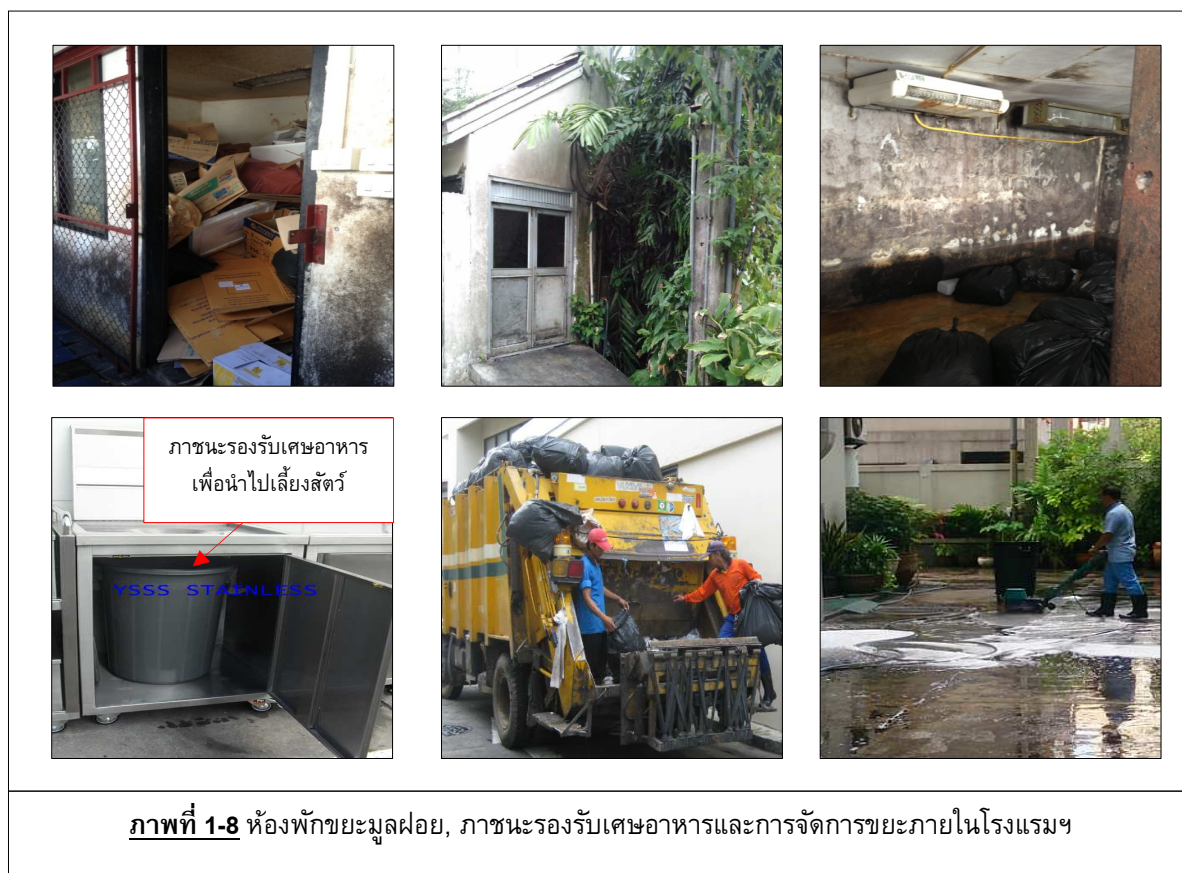 ภาชนะรองรับเศษอาหาร
เพื่อนำไปเลี้ยงสัตว์
YSSS STAINLESS
ภาพที่ 1-8 ห้องพักขยะมูลฝอย, ภาชนะรองรับเศษอาหารและการจัดการขยะภายในโรงแรมฯ